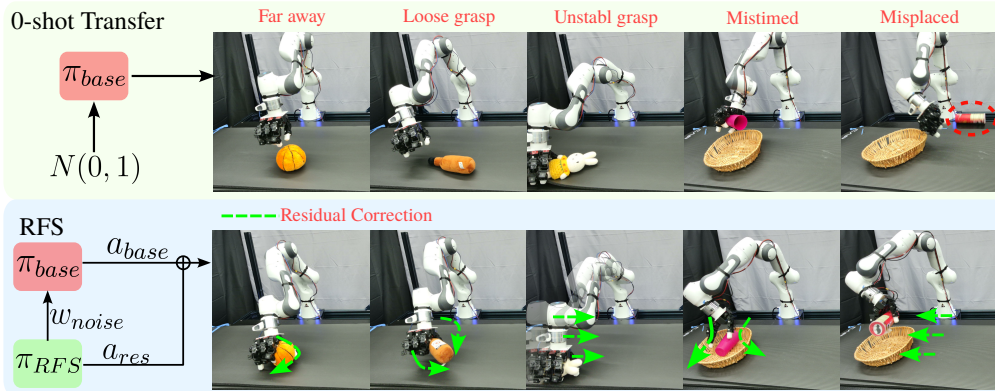 0-shot Transfer
Far away
Loose grasp
Unstabl grasp
Mistimed
Misplaced
π_base
N(0, 1)
RFS
Residual Correction
π_base
a_base
w_noise
π_RFS
a_res